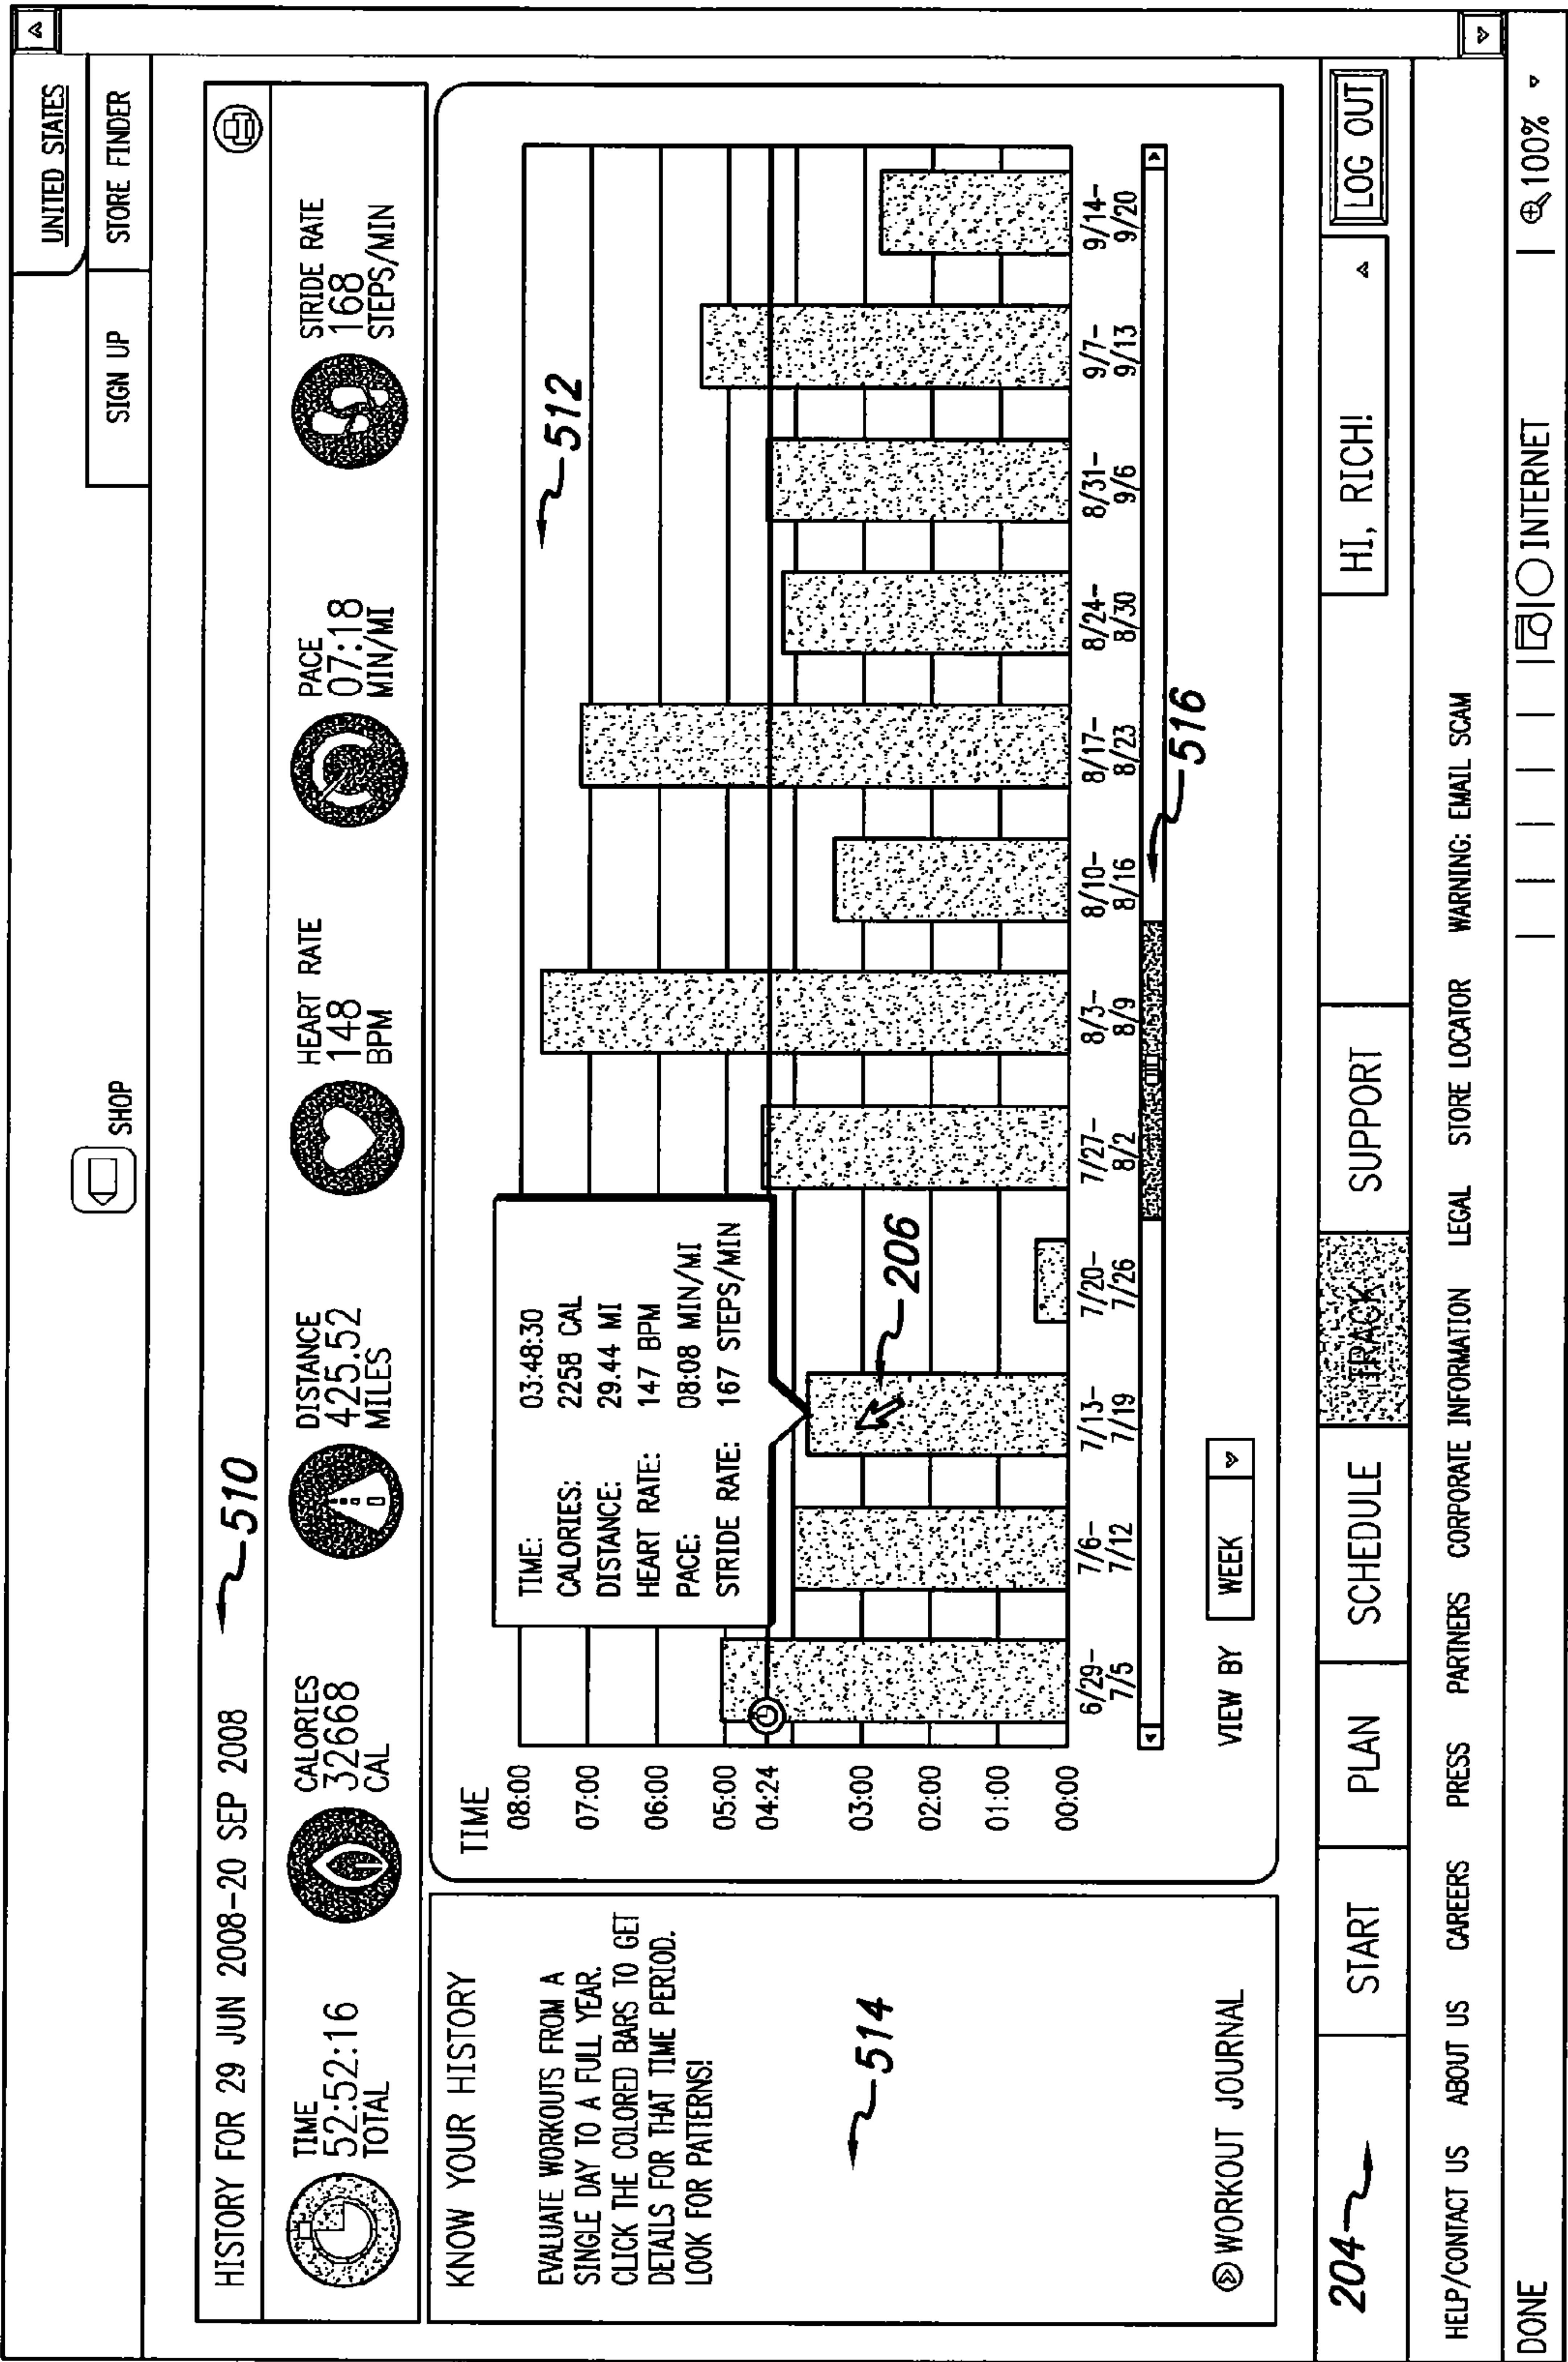 UNITED STATES
SHOP
SIGN UP
STORE FINDER
HISTORY FOR 29 JUN 2008-20 SEP 2008
510
TIME
52:52:16
TOTAL
CALORIES
32668
CAL
DISTANCE
425.52
MILES
HEART RATE
148
BPM
PACE
07:18
MIN/MI
STRIDE RATE
168
STEPS/MIN
KNOW YOUR HISTORY
EVALUATE WORKOUTS FROM A
SINGLE DAY TO A FULL YEAR.
CLICK THE COLORED BARS TO GET
DETAILS FOR THAT TIME PERIOD.
LOOK FOR PATTERNS!
514
WORKOUT JOURNAL
TIME
08:00
07:00
06:00
05:00
04:24
03:00
02:00
01:00
00:00
TIME: 03:48:30
CALORIES: 2258 CAL
DISTANCE: 29.44 MI
HEART RATE: 147 BPM
PACE: 08:08 MIN/MI
STRIDE RATE: 167 STEPS/MIN
512
206
6/29-
7/5
7/6-
7/12
7/13-
7/19
7/20-
7/26
7/27-
8/2
8/3-
8/9
8/10-
8/16
8/17-
8/23
8/24-
8/30
8/31-
9/6
9/7-
9/13
9/14-
9/20
516
VIEW BY WEEK
204
START PLAN SCHEDULE TRACK SUPPORT HI, RICH! LOG OUT
HELP/CONTACT US ABOUT US CAREERS PRESS PARTNERS CORPORATE INFORMATION LEGAL STORE LOCATOR WARNING: EMAIL SCAM
DONE INTERNET 100%